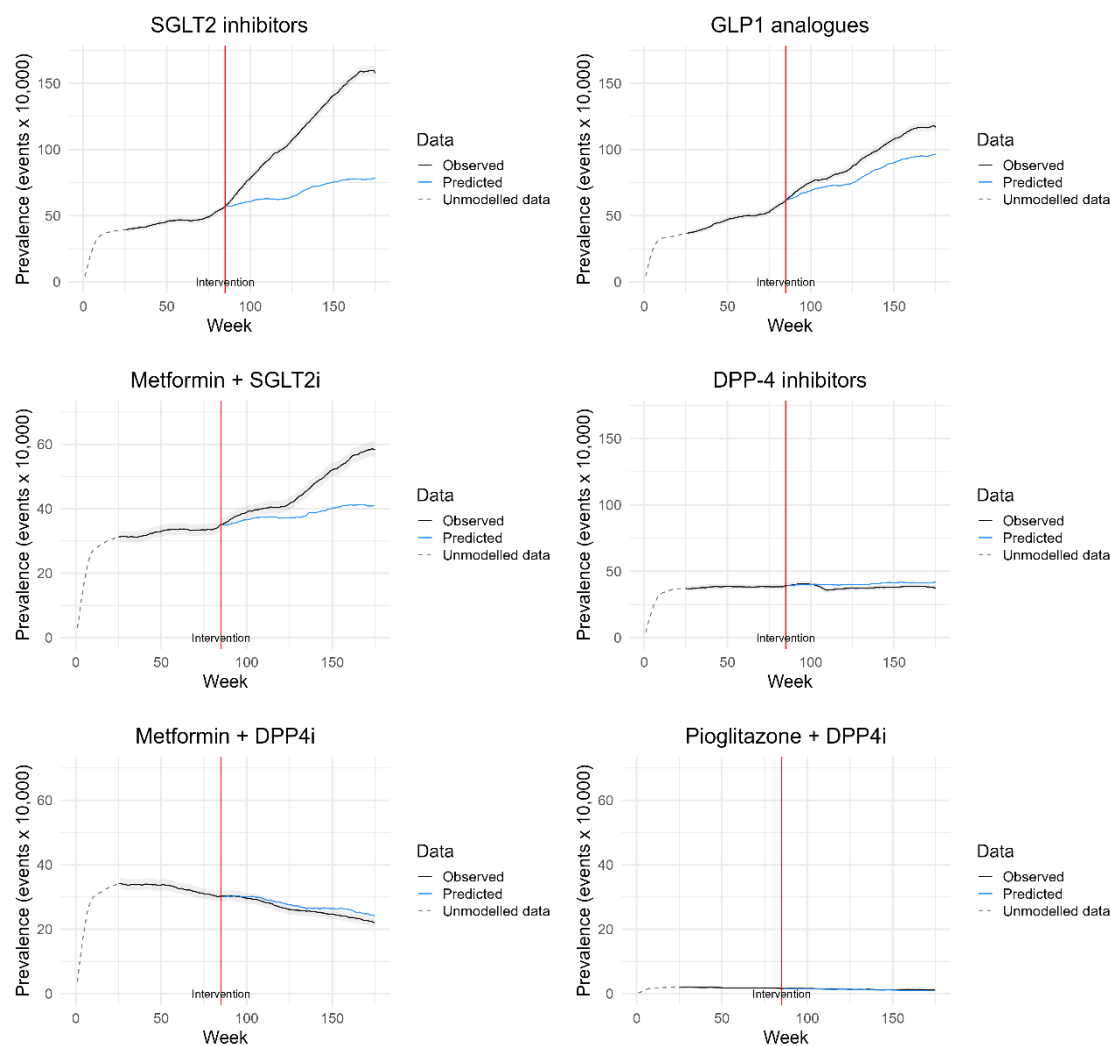 SGLT2 inhibitors
Prevalence (events x 10,000)
150
100
50
0
Intervention
0 50 100 150
Week
Data
Observed
Predicted
Unmodelled data
GLP1 analogues
Prevalence (events x 10,000)
150
100
50
0
Intervention
0 50 100 150
Week
Data
Observed
Predicted
Unmodelled data
Metformin + SGLT2i
Prevalence (events x 10,000)
60
40
20
0
Intervention
0 50 100 150
Week
Data
Observed
Predicted
Unmodelled data
DPP-4 inhibitors
Prevalence (events x 10,000)
150
100
50
0
Intervention
0 50 100 150
Week
Data
Observed
Predicted
Unmodelled data
Metformin + DPP4i
Prevalence (events x 10,000)
60
40
20
0
Intervention
0 50 100 150
Week
Data
Observed
Predicted
Unmodelled data
Pioglitazone + DPP4i
Prevalence (events x 10,000)
60
40
20
0
Intervention
0 50 100 150
Week
Data
Observed
Predicted
Unmodelled data